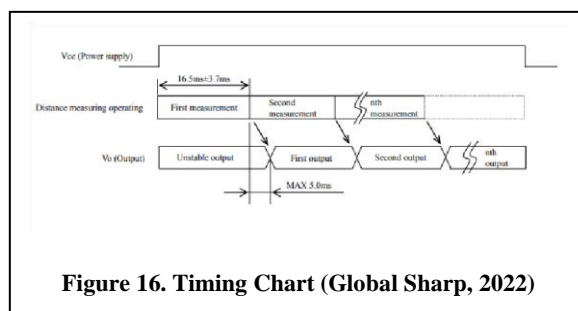 Vcc (Power supply)
16.5ms±3.7ms
Distance measuring operating
First measurement
Second
measurement
nth
measurement
Vo (Output)
Unstable output
First output
Second output
nth
output
MAX 5.0ms
Figure 16. Timing Chart (Global Sharp, 2022)